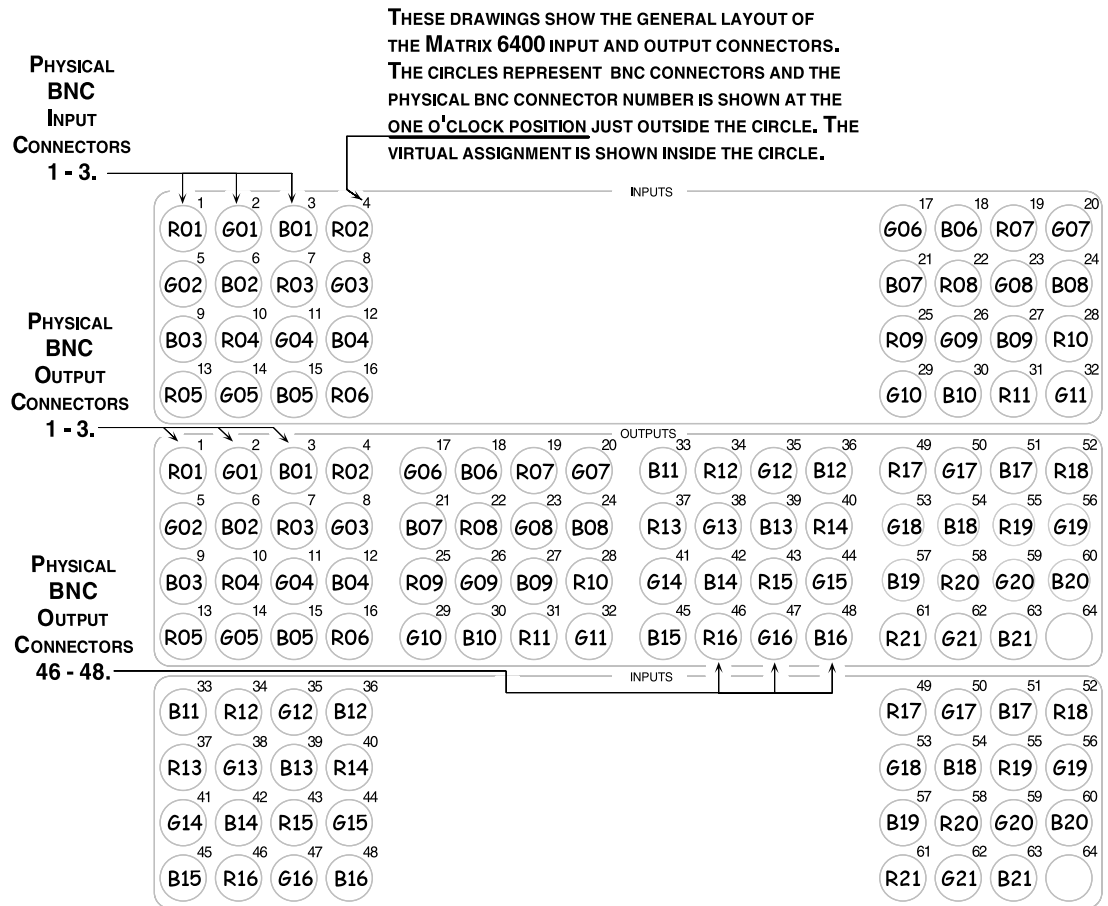 THESE DRAWINGS SHOW THE GENERAL LAYOUT OF
THE MATRIX 6400 INPUT AND OUTPUT CONNECTORS.
THE CIRCLES REPRESENT BNC CONNECTORS AND THE
PHYSICAL BNC CONNECTOR NUMBER IS SHOWN AT THE
ONE O'CLOCK POSITION JUST OUTSIDE THE CIRCLE. THE
VIRTUAL ASSIGNMENT IS SHOWN INSIDE THE CIRCLE.
PHYSICAL
BNC
INPUT
CONNECTORS
1 - 3.
INPUTS
1 2 3 4 17 18 19 20
R01 G01 B01 R02 G06 B06 R07 G07
5 6 7 8 21 22 23 24
G02 B02 R03 G03 B07 R08 G08 B08
9 10 11 12 25 26 27 28
B03 R04 G04 B04 R09 G09 B09 R10
13 14 15 16 29 30 31 32
R05 G05 B05 R06 G10 B10 R11 G11
PHYSICAL
BNC
OUTPUT
CONNECTORS
1 - 3.
OUTPUTS
1 2 3 4 17 18 19 20 33 34 35 36 49 50 51 52
R01 G01 B01 R02 G06 B06 R07 G07 B11 R12 G12 B12 R17 G17 B17 R18
5 6 7 8 21 22 23 24 37 38 39 40 53 54 55 56
G02 B02 R03 G03 B07 R08 G08 B08 R13 G13 B13 R14 G18 B18 R19 G19
9 10 11 12 25 26 27 28 41 42 43 44 57 58 59 60
B03 R04 G04 B04 R09 G09 B09 R10 G14 B14 R15 G15 B19 R20 G20 B20
13 14 15 16 29 30 31 32 45 46 47 48 61 62 63 64
R05 G05 B05 R06 G10 B10 R11 G11 B15 R16 G16 B16 R21 G21 B21
PHYSICAL
BNC
OUTPUT
CONNECTORS
46 - 48.
INPUTS
33 34 35 36 49 50 51 52
B11 R12 G12 B12 R17 G17 B17 R18
37 38 39 40 53 54 55 56
R13 G13 B13 R14 G18 B18 R19 G19
41 42 43 44 57 58 59 60
G14 B14 R15 G15 B19 R20 G20 B20
45 46 47 48 61 62 63 64
B15 R16 G16 B16 R21 G21 B21